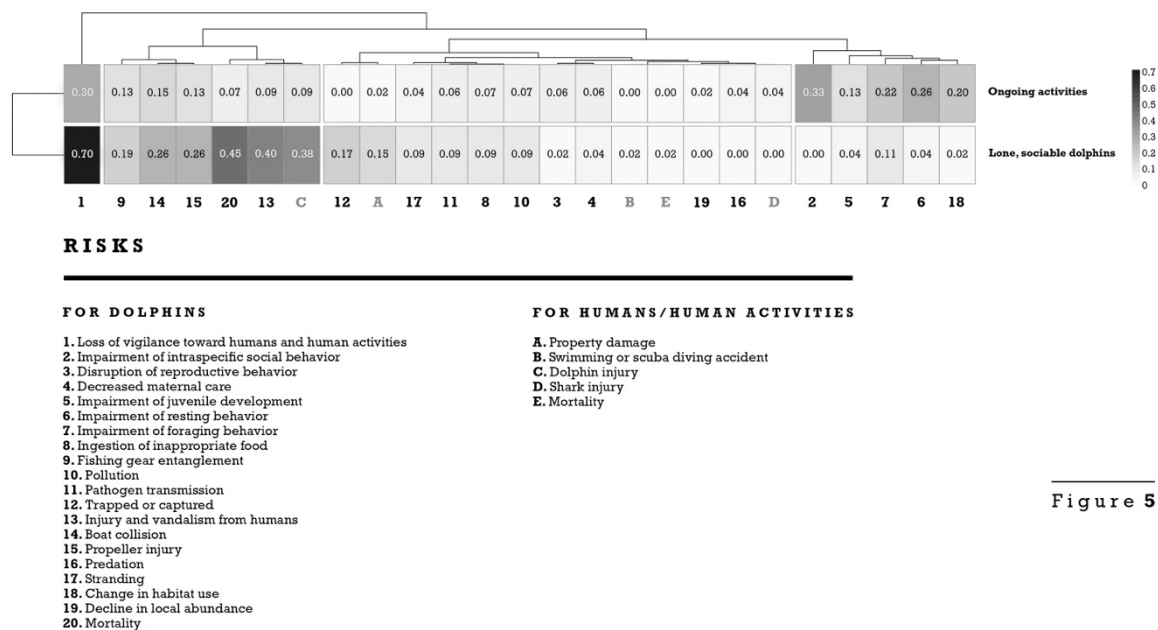 0.30 0.13 0.15 0.13 0.07 0.09 0.09 0.00 0.02 0.04 0.06 0.07 0.07 0.06 0.06 0.00 0.00 0.02 0.04 0.04 0.33 0.13 0.22 0.26 0.20 Ongoing activities
0.70 0.19 0.26 0.26 0.45 0.40 0.38 0.17 0.15 0.09 0.09 0.09 0.09 0.02 0.04 0.02 0.02 0.00 0.00 0.00 0.00 0.04 0.11 0.04 0.02 Lone, sociable dolphins
0.7
0.6
0.5
0.4
0.3
0.2
0.1
0
1 9 14 15 20 13 C 12 A 17 11 8 10 3 4 B E 19 16 D 2 5 7 6 18
RISKS
FOR DOLPHINS
1. Loss of vigilance toward humans and human activities
2. Impairment of intraspecific social behavior
3. Disruption of reproductive behavior
4. Decreased maternal care
5. Impairment of juvenile development
6. Impairment of resting behavior
7. Impairment of foraging behavior
8. Ingestion of inappropriate food
9. Fishing gear entanglement
10. Pollution
11. Pathogen transmission
12. Trapped or captured
13. Injury and vandalism from humans
14. Boat collision
15. Propeller injury
16. Predation
17. Stranding
18. Change in habitat use
19. Decline in local abundance
20. Mortality
FOR HUMANS/HUMAN ACTIVITIES
A. Property damage
B. Swimming or scuba diving accident
C. Dolphin injury
D. Shark injury
E. Mortality
Figure 5